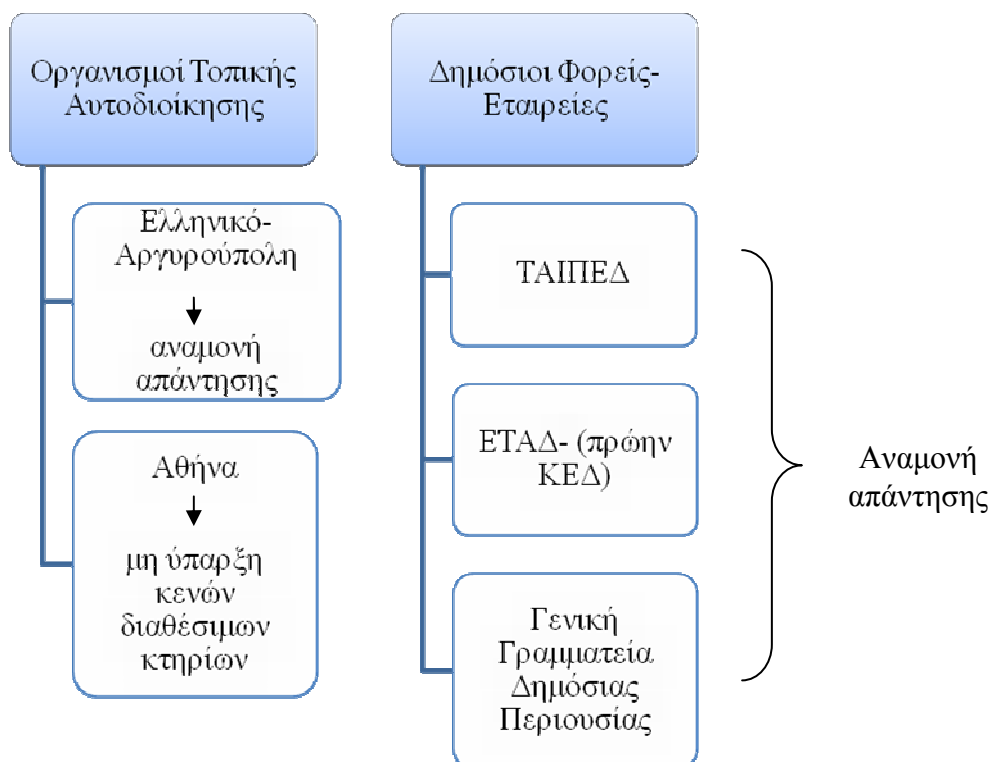 Οργανισμοί Τοπικής
Αυτοδιοίκησης
Ελληνικό-
Αργυρούπολη
αναμονή
απάντησης
Αθήνα
μη ύπαρξη
κενών
διαθέσιμων
κτηρίων
Δημόσιοι Φορείς-
Εταιρείες
ΤΑΙΠΕΔ
ΕΤΑΔ- (πρώην
ΚΕΔ)
Γενική
Γραμματεία
Δημόσιας
Περιουσίας
Αναμονή
απάντησης